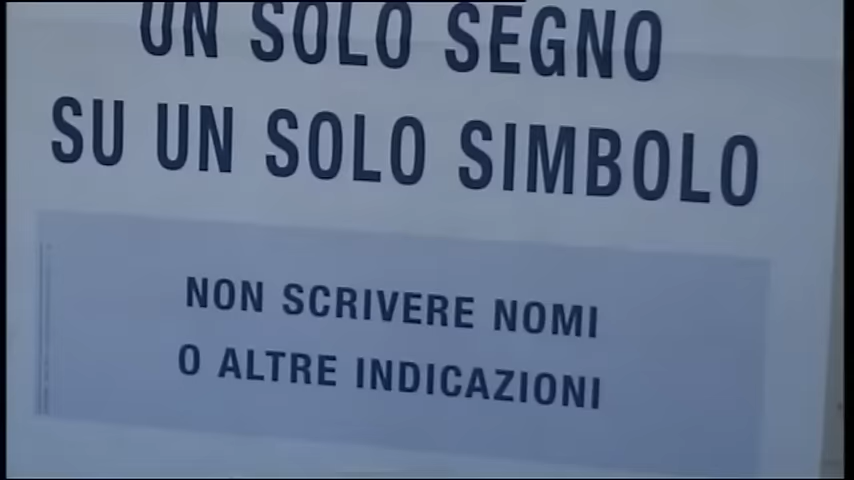 UN SOLO SEGNO
SU UN SOLO SIMBOLO
NON SCRIVERE NOMI
O ALTRE INDICAZIONI